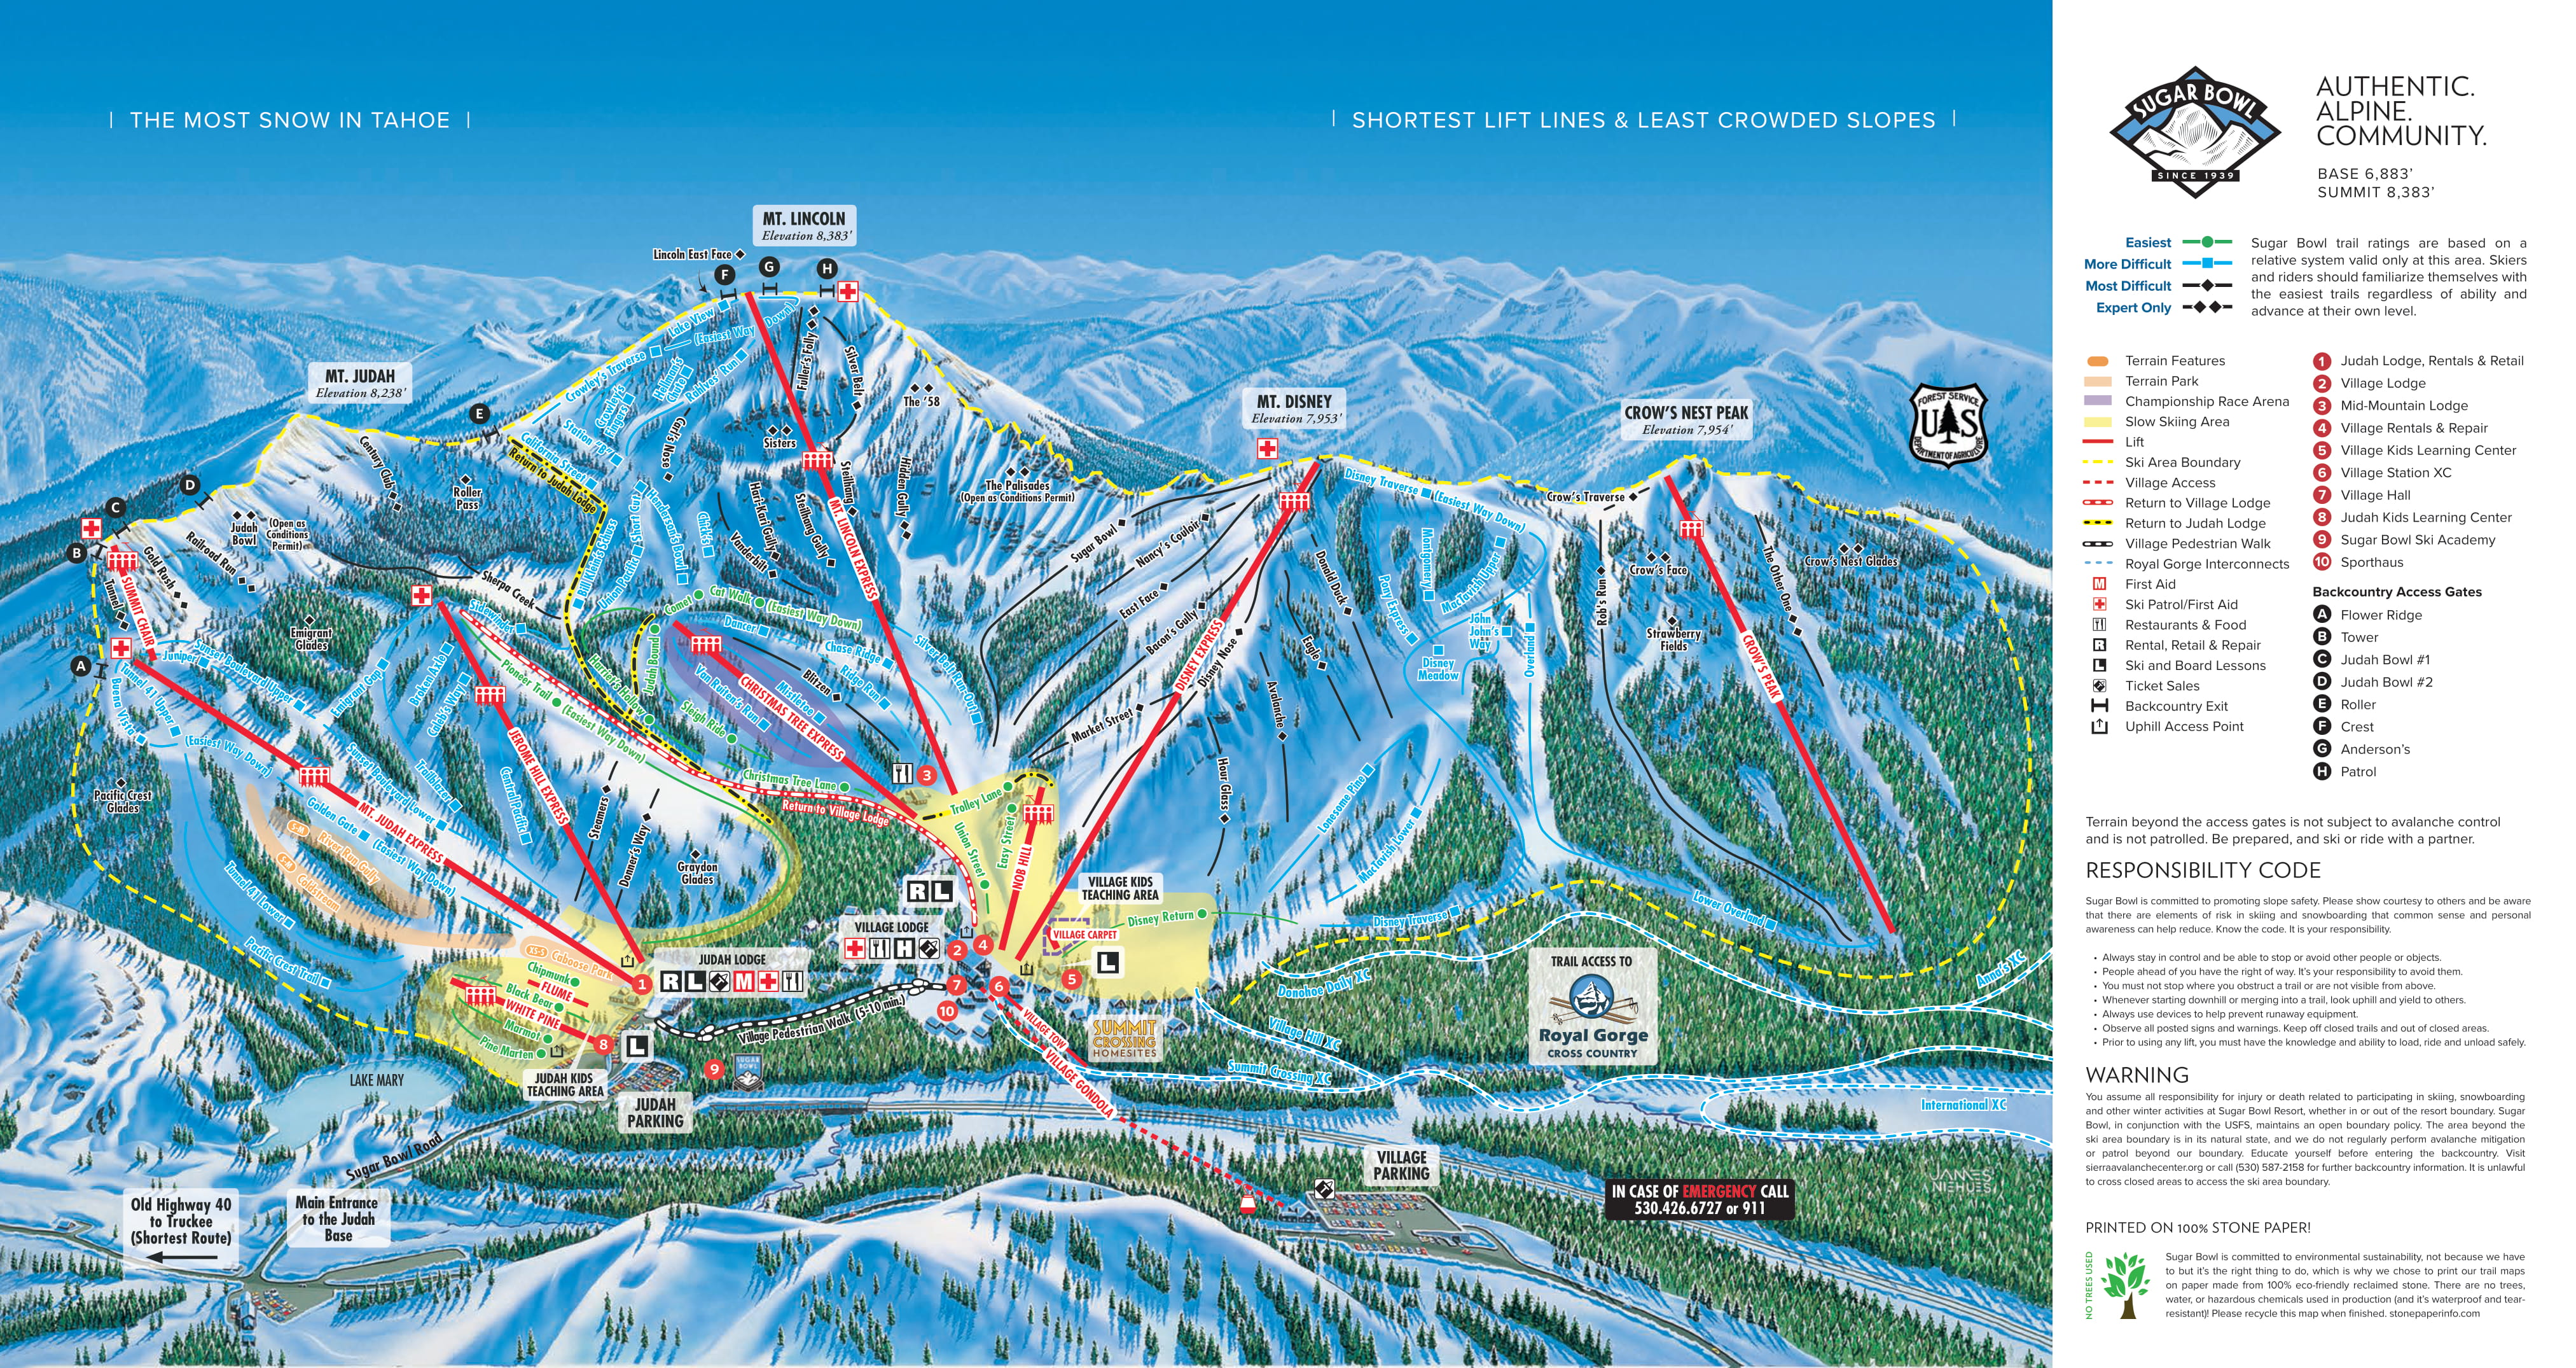 THE MOST SNOW IN TAHOE
SHORTEST LIFT LINES & LEAST CROWDED SLOPES
MT. LINCOLN
Elevation 8,383'
Lincoln East Face
F
G
H
MT. JUDAH
Elevation 8,238'
MT. DISNEY
Elevation 7,953'
CROW'S NEST PEAK
Elevation 7,954'
FOREST SERVICE
U S
DEPARTMENT OF AGRICULTURE
E
D
C
B
A
Lake View
(Easiest Way Down)
Crowley's Traverse
Crowley's Fingers
Rahlves' Run
Station "B"
California Street
Return to Judah Lodge
Carl's Nose
Fuller's Folly
Silver Belt
The '58
Sisters
Steilhang
Hidden Gully
The Palisades
(Open as Conditions Permit)
Hari-Kari Gully
Steilhang Gully
MT. LINCOLN EXPRESS
Vanderbilt
Chick's
Henderson's Bowl
Short Cut
Union Pacific
Bill Klein's Schuss
Century Club
Roller
Pass
Judah
Bowl
(Open as
Conditions
Permit)
Railroad Run
Gold Rush
Tunnel
SUMMIT CHAIR
Sherpa Creek
Emigrant
Glades
Sidewinder
Juniper
Sunset Boulevard Upper
Tunnel 41 Upper
Buena Vista
(Easiest Way Down)
Emigrant Gap
Broken Axle
Coleb's Way
Pioneer Trail
(Easiest Way Down)
Harriet's Hollow
Judah Bound
Comet
Cat Walk
(Easiest Way Down)
Dancer
Chase Ridge
Ridge Run
Blitzen
Mistletoe
CHRISTMAS TREE EXPRESS
Von Reitze's Run
Sleigh Ride
Silver Belt Run-Out
Christmas Tree Lane
Return to Village Lodge
JEROME HILL EXPRESS
Sunset Boulevard Lower
Trailblazer
Central Pacific
Steamers
Donner's Way
Graydon
Glades
Pacific Crest
Glades
Golden Gate
(Easiest Way Down)
MT. JUDAH EXPRESS
S-M
River Run Gully
S-M
Coldstream
Tunnel 41 Lower
Pacific Crest Trail
XS-S
Caboose Park
Chipmunk
FLUME
Black Bear
WHITE PINE
Marmot
Pine Marten
Sugar Bowl
Nancy's Couloir
East Face
Bacon's Gully
DISNEY EXPRESS
Disney Nose
Market Street
Donald Duck
Eagle
Avalanche
Hour Glass
Disney Traverse
(Easiest Way Down)
Montgomery
MacTavish Upper
Pony Express
John
John's
Way
Disney
Meadow
Overland
Lonesome Pine
MacTavish Lower
Crow's Traverse
Rob's Run
Crow's Face
Strawberry
Fields
The Other One
Crow's Nest Glades
CROW'S PEAK
Lower Overland
Disney Traverse
Disney Return
3
Trolley Lane
Easy Street
Union Street
NOB HILL
R L
VILLAGE KIDS
TEACHING AREA
VILLAGE CARPET
L
VILLAGE LODGE
H
2
4
5
6
7
10
JUDAH LODGE
R L M
1
Village Pedestrian Walk (5-10 min.)
8
L
9
SUGAR BOWL
JUDAH KIDS
TEACHING AREA
JUDAH
PARKING
LAKE MARY
Sugar Bowl Road
VILLAGE TOW
VILLAGE GONDOLA
SUMMIT
CROSSING
HOMESITES
Donohoe Daily XC
Village Hill XC
Summit Crossing XC
Anna's XC
International XC
TRAIL ACCESS TO
Royal Gorge
CROSS COUNTRY
VILLAGE
PARKING
IN CASE OF EMERGENCY CALL
530.426.6727 or 911
JAMES
NIEHUES
Old Highway 40
to Truckee
(Shortest Route)
Main Entrance
to the Judah
Base
SUGAR BOWL
SINCE 1939
AUTHENTIC.
ALPINE.
COMMUNITY.
BASE 6,883'
SUMMIT 8,383'
Easiest
More Difficult
Most Difficult
Expert Only
Sugar Bowl trail ratings are based on a
relative system valid only at this area. Skiers
and riders should familiarize themselves with
the easiest trails regardless of ability and
advance at their own level.
Terrain Features
Terrain Park
Championship Race Arena
Slow Skiing Area
Lift
Ski Area Boundary
Village Access
Return to Village Lodge
Return to Judah Lodge
Village Pedestrian Walk
Royal Gorge Interconnects
M First Aid
Ski Patrol/First Aid
Restaurants & Food
R Rental, Retail & Repair
L Ski and Board Lessons
Ticket Sales
Backcountry Exit
Uphill Access Point
1 Judah Lodge, Rentals & Retail
2 Village Lodge
3 Mid-Mountain Lodge
4 Village Rentals & Repair
5 Village Kids Learning Center
6 Village Station XC
7 Village Hall
8 Judah Kids Learning Center
9 Sugar Bowl Ski Academy
10 Sporthaus
Backcountry Access Gates
A Flower Ridge
B Tower
C Judah Bowl #1
D Judah Bowl #2
E Roller
F Crest
G Anderson's
H Patrol
Terrain beyond the access gates is not subject to avalanche control
and is not patrolled. Be prepared, and ski or ride with a partner.
RESPONSIBILITY CODE
Sugar Bowl is committed to promoting slope safety. Please show courtesy to others and be aware
that there are elements of risk in skiing and snowboarding that common sense and personal
awareness can help reduce. Know the code. It is your responsibility.
• Always stay in control and be able to stop or avoid other people or objects.
• People ahead of you have the right of way. It's your responsibility to avoid them.
• You must not stop where you obstruct a trail or are not visible from above.
• Whenever starting downhill or merging into a trail, look uphill and yield to others.
• Always use devices to help prevent runaway equipment.
• Observe all posted signs and warnings. Keep off closed trails and out of closed areas.
• Prior to using any lift, you must have the knowledge and ability to load, ride and unload safely.
WARNING
You assume all responsibility for injury or death related to participating in skiing, snowboarding
and other winter activities at Sugar Bowl Resort, whether in or out of the resort boundary. Sugar
Bowl, in conjunction with the USFS, maintains an open boundary policy. The area beyond the
ski area boundary is in its natural state, and we do not regularly perform avalanche mitigation
or patrol beyond our boundary. Educate yourself before entering the backcountry. Visit
sierraavalanchecenter.org or call (530) 587-2158 for further backcountry information. It is unlawful
to cross closed areas to access the ski area boundary.
PRINTED ON 100% STONE PAPER!
NO TREES USED
Sugar Bowl is committed to environmental sustainability, not because we have
to but it's the right thing to do, which is why we chose to print our trail maps
on paper made from 100% eco-friendly reclaimed stone. There are no trees,
water, or hazardous chemicals used in production (and it's waterproof and tear-
resistant)! Please recycle this map when finished. stonepaperinfo.com